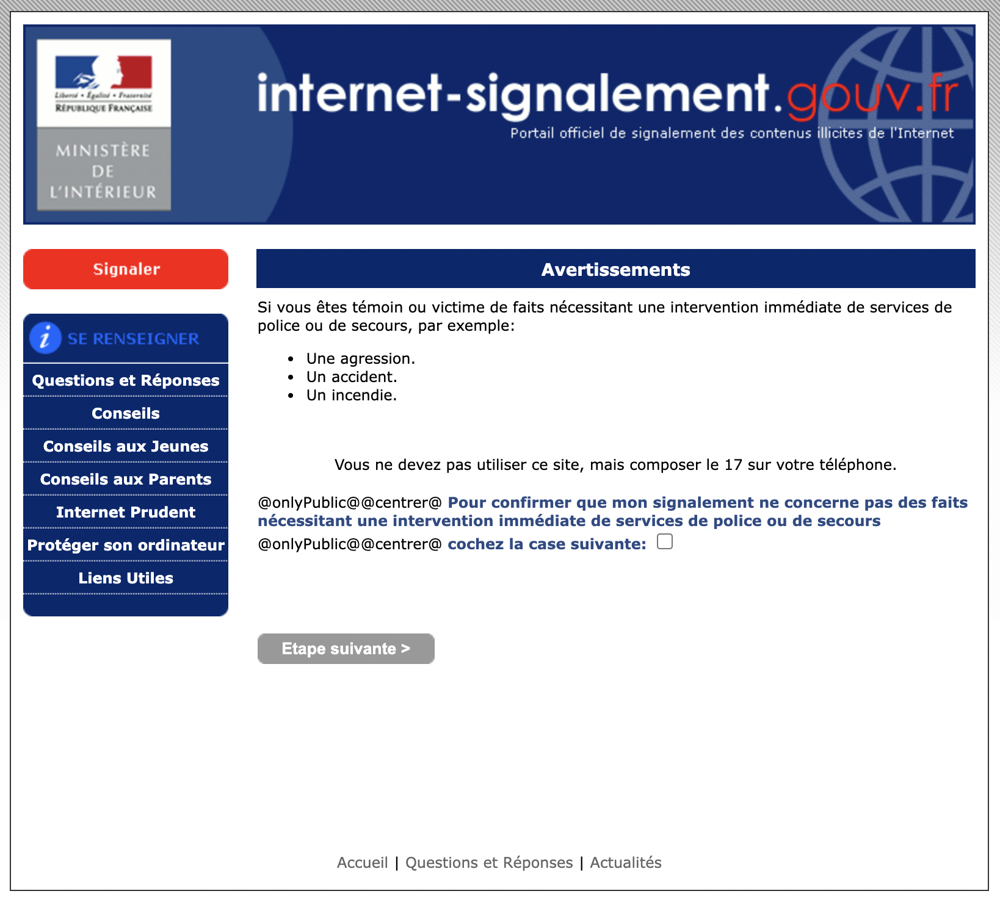 Liberté • Égalité • Fraternité
RÉPUBLIQUE FRANÇAISE
MINISTÈRE
DE
L'INTÉRIEUR
internet-signalement.gouv.fr
Portail officiel de signalement des contenus illicites de l'Internet
Signaler
i SE RENSEIGNER
Questions et Réponses
Conseils
Conseils aux Jeunes
Conseils aux Parents
Internet Prudent
Protéger son ordinateur
Liens Utiles
Avertissements
Si vous êtes témoin ou victime de faits nécessitant une intervention immédiate de services de
police ou de secours, par exemple:
• Une agression.
• Un accident.
• Un incendie.
Vous ne devez pas utiliser ce site, mais composer le 17 sur votre téléphone.
@onlyPublic@@centrer@ Pour confirmer que mon signalement ne concerne pas des faits
nécessitant une intervention immédiate de services de police ou de secours
@onlyPublic@@centrer@ cochez la case suivante:
Etape suivante >
Accueil | Questions et Réponses | Actualités